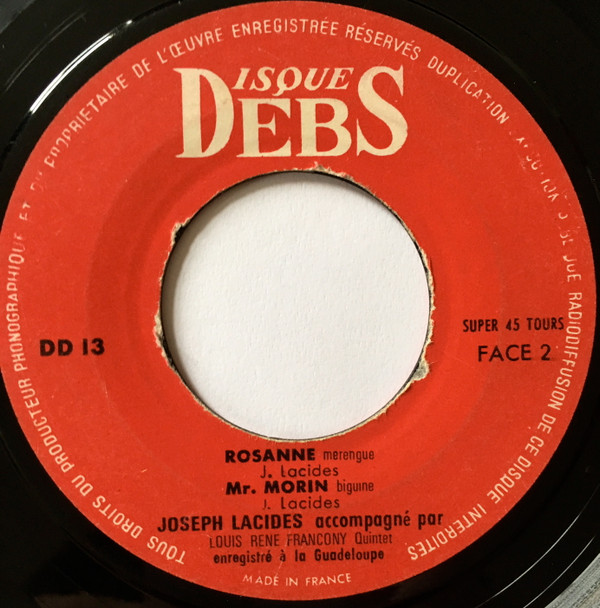 TOUS DROITS DU PRODUCTEUR PHONOGRAPHIQUE ET DU PROPRIETAIRE DE L'ŒUVRE ENREGISTRÉE RÉSERVÉS DUPLICATION RADIODIFFUSION DE CE DISQUE INTERDITES
DISQUE
DEBS
DD 13
SUPER 45 TOURS
FACE 2
ROSANNE merengue
J. Lacides
Mr. MORIN biguine
J. Lacides
JOSEPH LACIDES accompagné par
LOUIS RENE FRANCONY Quintet
enregistré à la Guadeloupe
MADE IN FRANCE